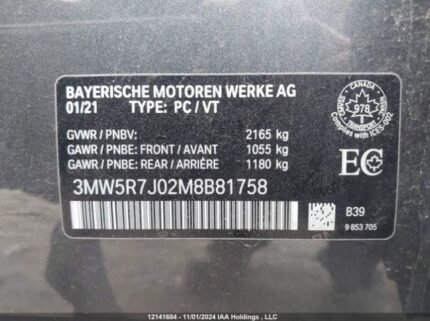 BAYERISCHE MOTOREN WERKE AG
01/21 TYPE: PC / VT
GVWR / PNBV: 2165 kg
GAWR / PNBE: FRONT / AVANT 1055 kg
GAWR / PNBE: REAR / ARRIÈRE 1180 kg
3MW5R7J02M8B81758
CANADA
978
TRANSPORT
CMVSS
ICES-002
EC
B39
9 853 705
12141684 - 11/01/2024 IAA Holdings, LLC